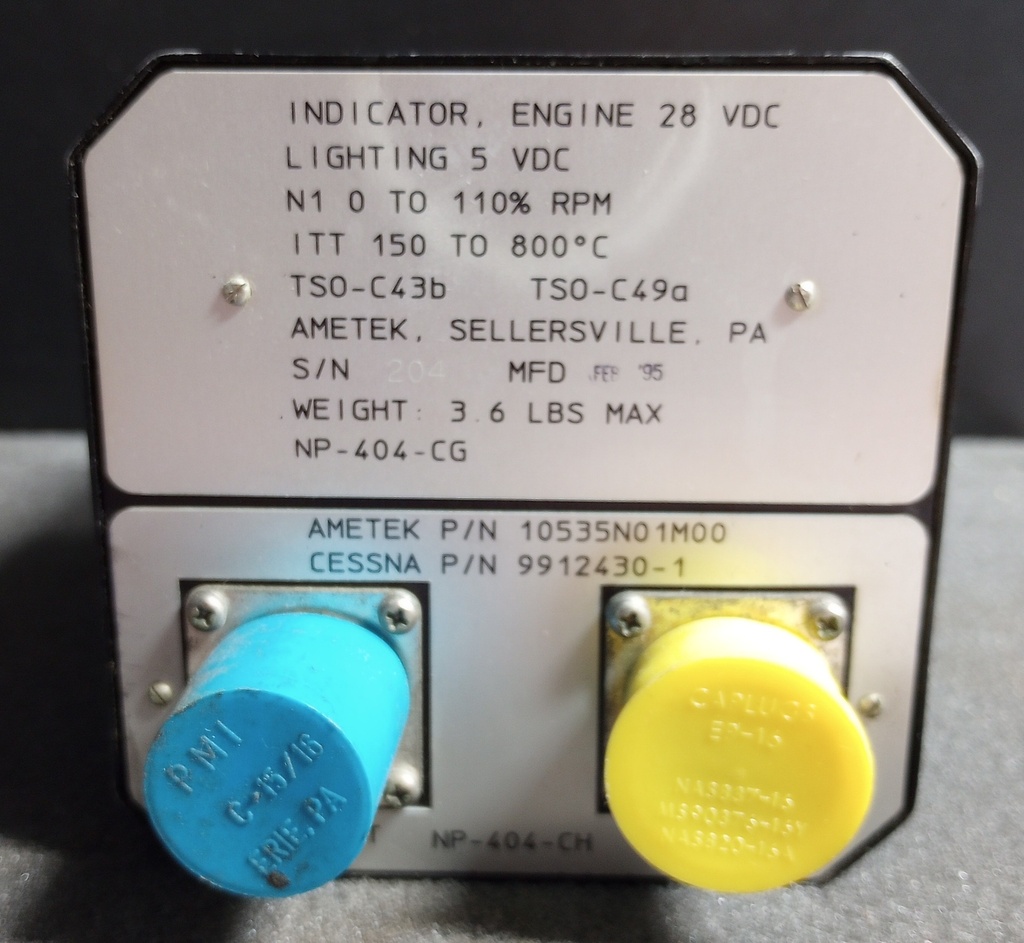 INDICATOR, ENGINE 28 VDC
LIGHTING 5 VDC
N1 0 TO 110% RPM
ITT 150 TO 800°C
TSO-C43b TSO-C49a
AMETEK, SELLERSVILLE, PA
S/N 204 MFD FEB '95
WEIGHT: 3.6 LBS MAX
NP-404-CG
AMETEK P/N 10535N01M00
CESSNA P/N 9912430-1
PMI
C-15/16
ERIE, PA
CAPLUGS
EP-16
NP-404-CH